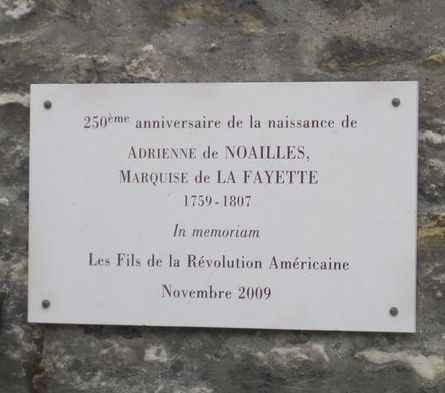 250ème anniversaire de la naissance de
ADRIENNE de NOAILLES,
MARQUISE de LA FAYETTE
1759-1807
In memoriam
Les Fils de la Révolution Américaine
Novembre 2009